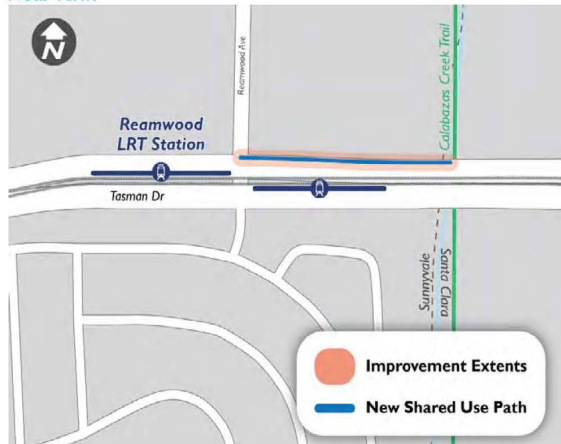 N
Reamwood Ave
Calabazas Creek Trail
Reamwood
LRT Station
Tasman Dr
Sunnyvale
Santa Clara
Improvement Extents
New Shared Use Path